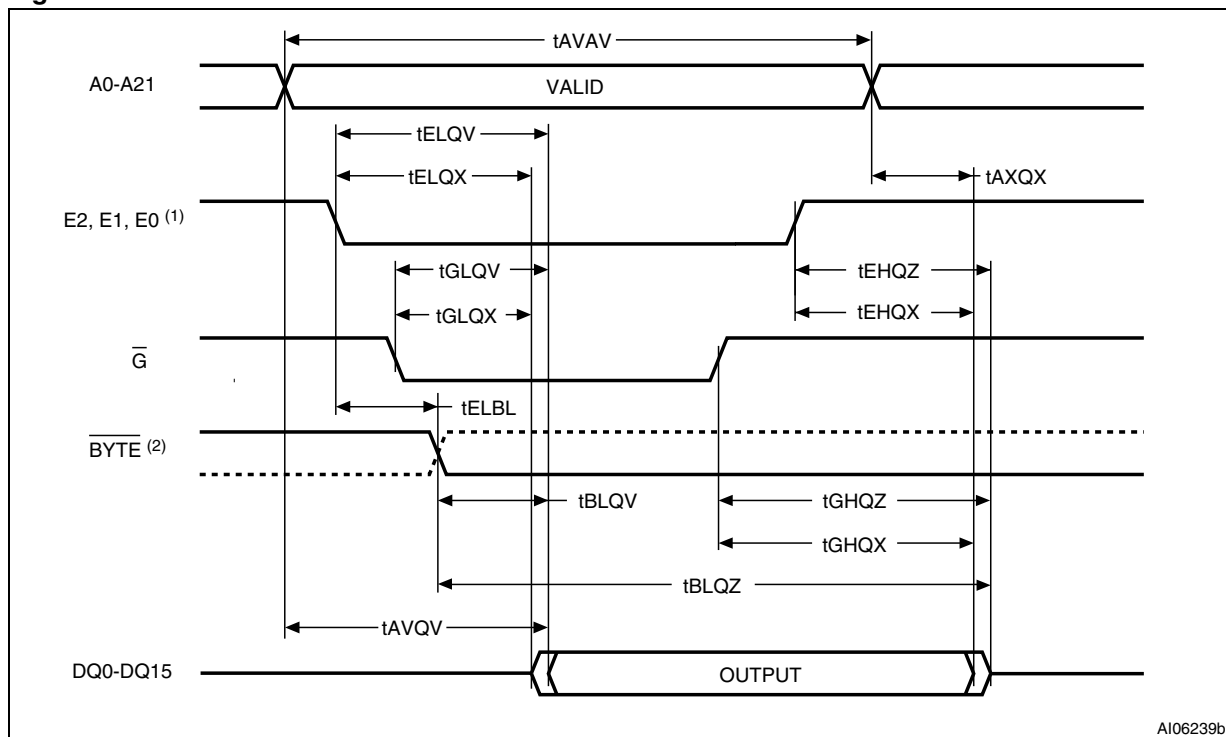 tAVAV
A0-A21
VALID
tELQV
tELQX
tAXQX
E2, E1, E0 (1)
tGLQV
tEHQZ
tGLQX
tEHQX
G
tELBL
BYTE (2)
tBLQV
tGHQZ
tGHQX
tBLQZ
tAVQV
DQ0-DQ15
OUTPUT
AI06239b